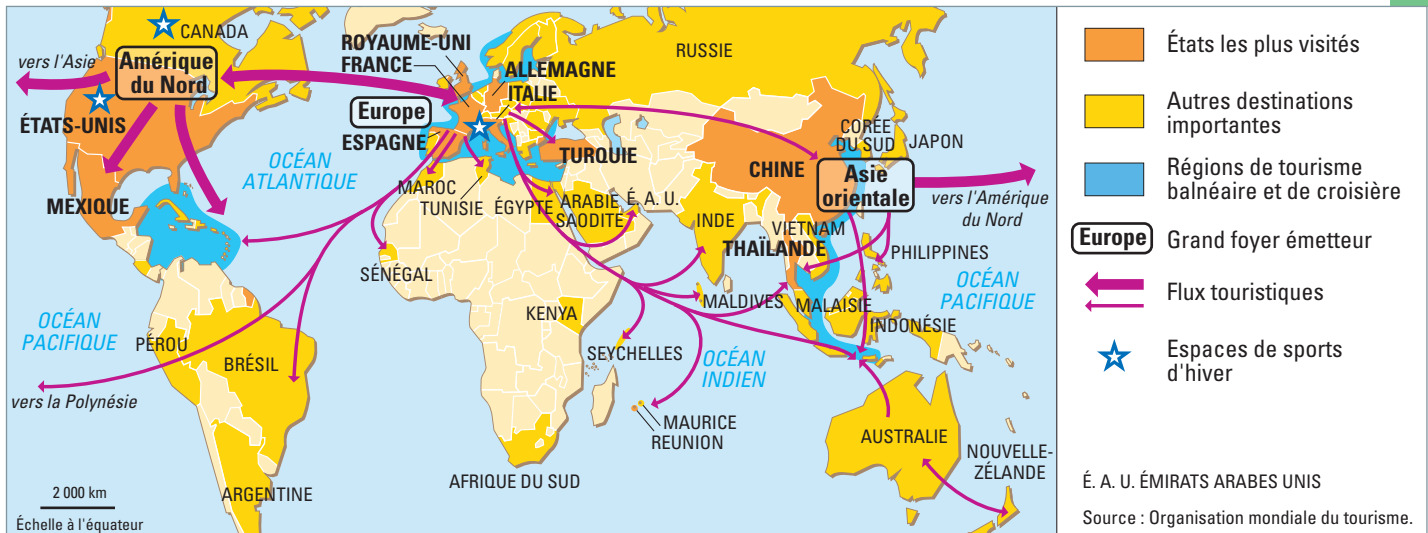 CANADA
vers l'Asie
Amérique
du Nord
ÉTATS-UNIS
MEXIQUE
OCÉAN
ATLANTIQUE
OCÉAN
PACIFIQUE
PÉROU
BRÉSIL
vers la Polynésie
ARGENTINE
2 000 km
Échelle à l'équateur
ROYAUME-UNI
FRANCE
ALLEMAGNE
ITALIE
Europe
ESPAGNE
TURQUIE
MAROC
TUNISIE
ÉGYPTE
ARABIE
SAODITE
É. A. U.
SÉNÉGAL
KENYA
SEYCHELLES
AFRIQUE DU SUD
MAURICE
REUNION
OCÉAN
INDIEN
RUSSIE
CORÉE
DU SUD
JAPON
CHINE
Asie
orientale
vers l'Amérique
du Nord
INDE
VIETNAM
THAÏLANDE
PHILIPPINES
MALDIVES
MALAISIE
INDONÉSIE
OCÉAN
PACIFIQUE
AUSTRALIE
NOUVELLE-
ZÉLANDE
États les plus visités
Autres destinations
importantes
Régions de tourisme
balnéaire et de croisière
Europe Grand foyer émetteur
Flux touristiques
Espaces de sports
d'hiver
É. A. U. ÉMIRATS ARABES UNIS
Source : Organisation mondiale du tourisme.